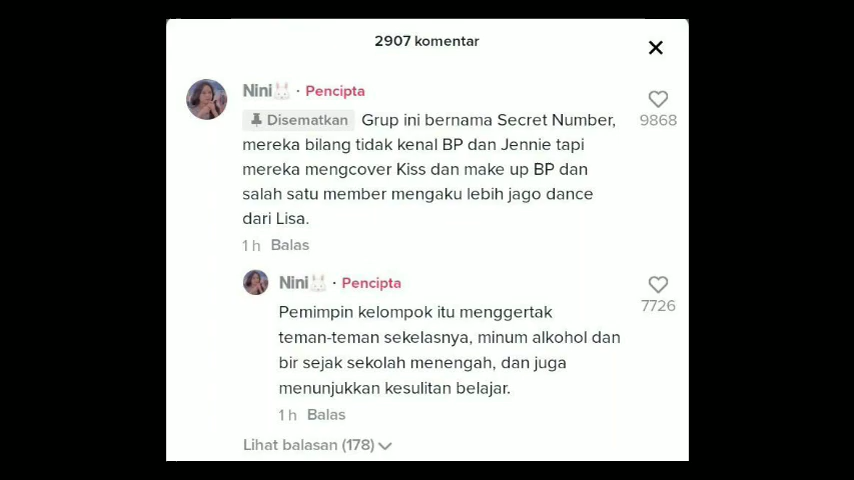 2907 komentar
Nini🐰 · Pencipta
Disematkan Grup ini bernama Secret Number,
mereka bilang tidak kenal BP dan Jennie tapi
mereka mengcover Kiss dan make up BP dan
salah satu member mengaku lebih jago dance
dari Lisa.
9868
1 h Balas
Nini🐰 · Pencipta
Pemimpin kelompok itu menggertak
teman-teman sekelasnya, minum alkohol dan
bir sejak sekolah menengah, dan juga
menunjukkan kesulitan belajar.
7726
1 h Balas
Lihat balasan (178)